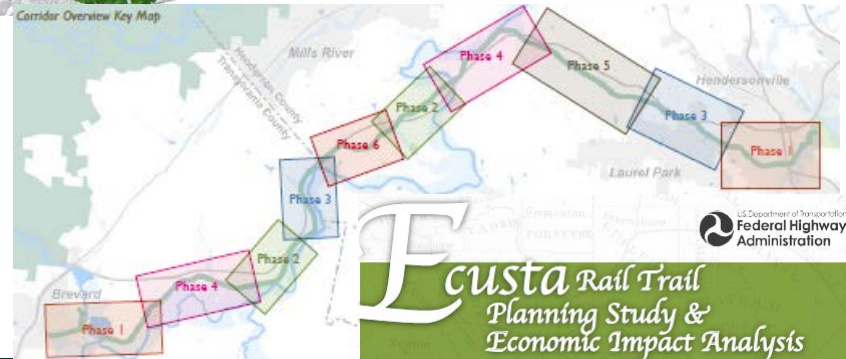 Corridor Overview Key Map
Mills River
Henderson County
Transylvania County
Phase 4
Phase 5
Hendersonville
Phase 2
Phase 3
Phase 6
Phase 1
Laurel Park
Phase 3
Phase 2
Phase 4
Brevard
Phase 1
U.S. Department of Transportation
Federal Highway
Administration
Ecusta Rail Trail
Planning Study &
Economic Impact Analysis